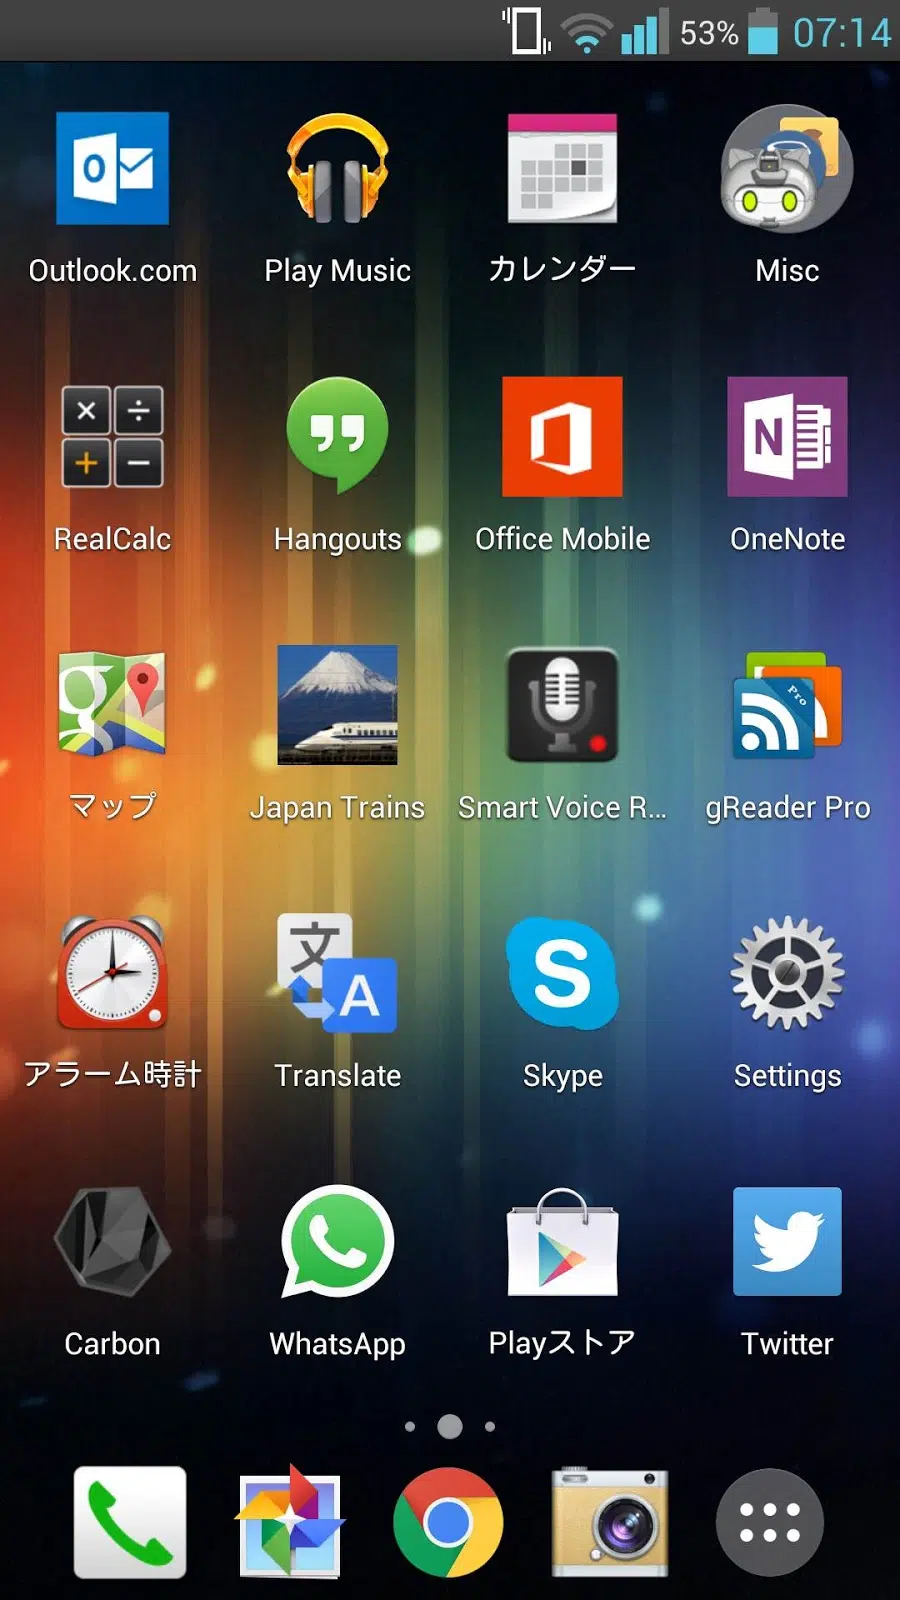 53% 07:14
Outlook.com Play Music カレンダー Misc
RealCalc Hangouts Office Mobile OneNote
Pro
マップ Japan Trains Smart Voice R... gReader Pro
アラーム時計 Translate Skype Settings
Carbon WhatsApp Playストア Twitter